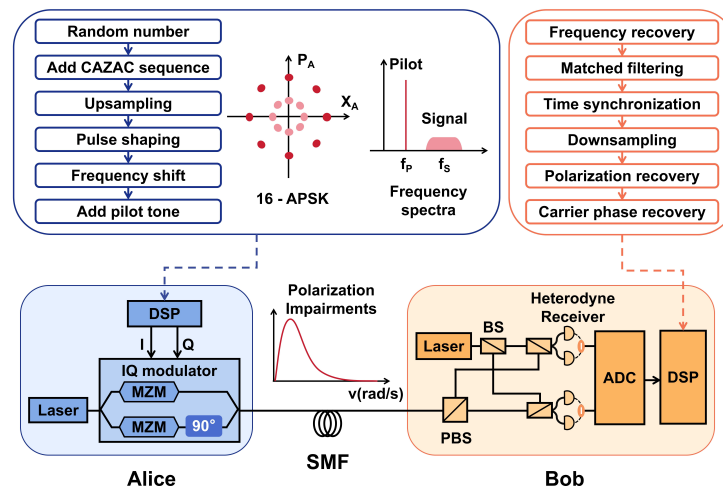 Random number
Add CAZAC sequence
Upsampling
Pulse shaping
Frequency shift
Add pilot tone
P_A
X_A
16 - APSK
Pilot
Signal
f_P
f_S
Frequency
spectra
Frequency recovery
Matched filtering
Time synchronization
Downsampling
Polarization recovery
Carrier phase recovery
DSP
I
Q
IQ modulator
MZM
MZM
90°
Laser
Alice
Polarization
Impairments
v(rad/s)
SMF
Heterodyne
Receiver
Laser
BS
PBS
ADC
DSP
Bob